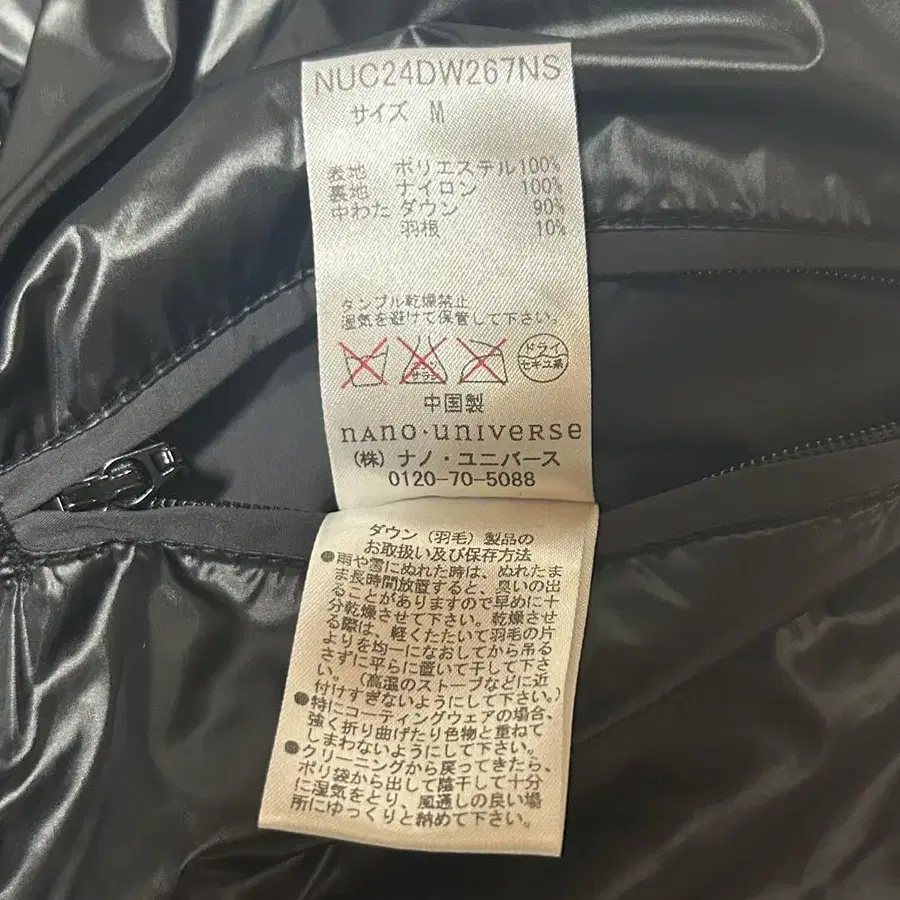 NUC24DW267NS
サイズ M
表地 ポリエステル100%
裏地 ナイロン 100%
中わた ダウン 90%
羽根 10%
タンブル乾燥禁止
湿気を避けて保管して下さい。
エンソ サラシ ドライ セキユ系
中国製
nano・universe
(株) ナノ・ユニバース
0120-70-5088
ダウン (羽毛) 製品の
お取扱い及び保存方法
●雨や雪にぬれた時は、ぬれたま
ま長時間放置すると、臭いの出
ることがありますので早めに十
分乾燥させて下さい。乾燥させ
る際は、軽くたたいて羽毛の片
よりを均一になおしてから吊る
さずに平らに置いて干して下さ
い。(高温のストーブなどに近
付けすぎないようにして下さい。)
●特にコーティングウェアの場合、
強く折り曲げたり色物と重ねて
しまわないようにして下さい。
●クリーニングから戻ってきたら、
ポリ袋から出して陰干して十分
に湿気をとり、風通しの良い場
所にゆっくりと納めて下さい。